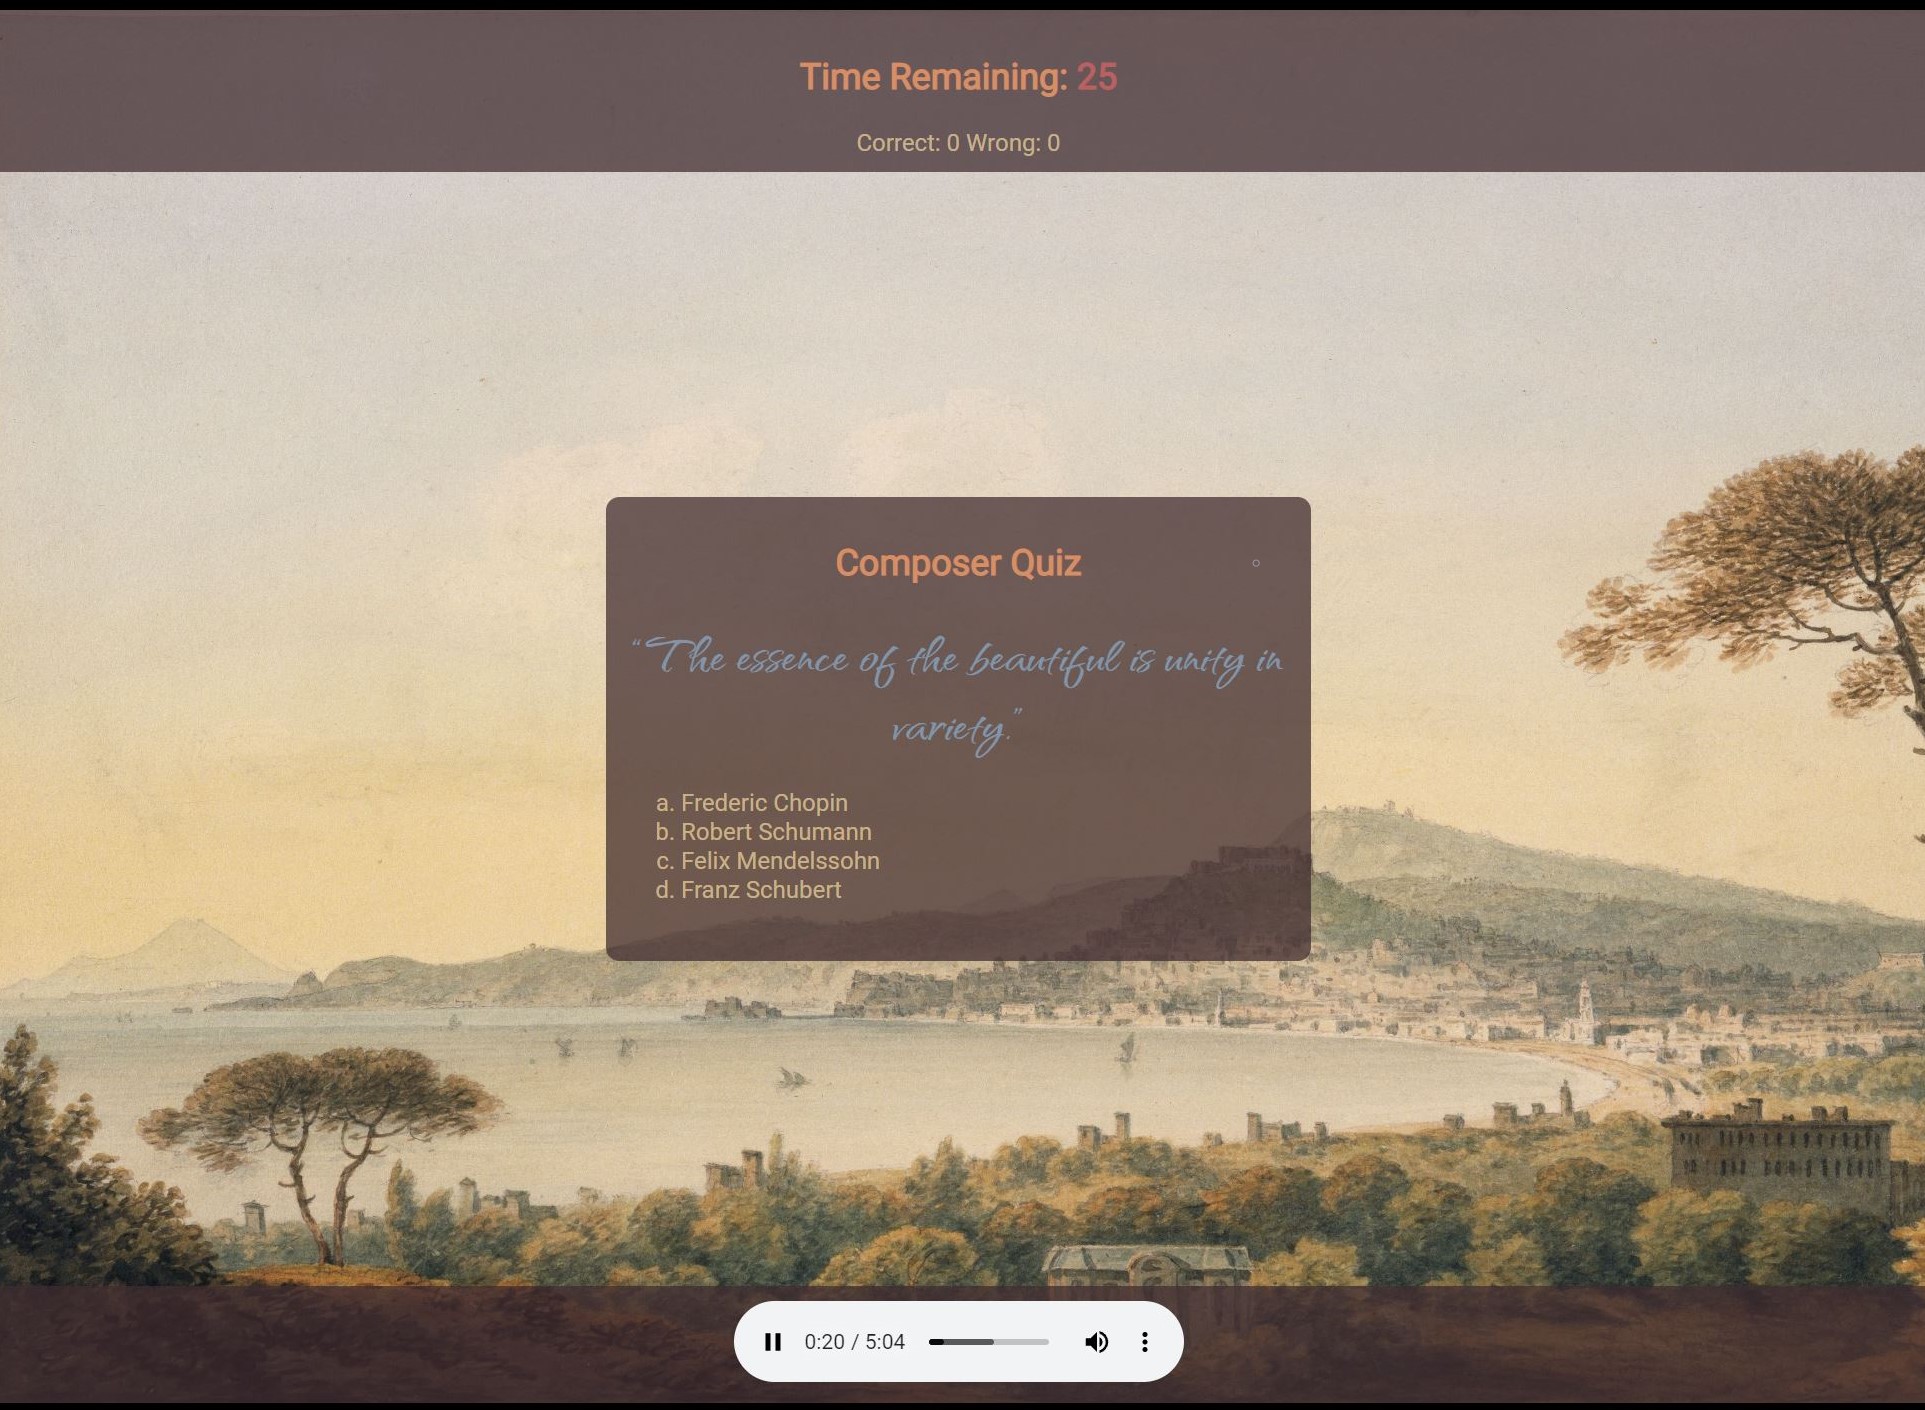 Time Remaining: 25
Correct: 0 Wrong: 0
Composer Quiz
“The essence of the beautiful is unity in
variety.”
a. Frederic Chopin
b. Robert Schumann
c. Felix Mendelssohn
d. Franz Schubert
0:20 / 5:04